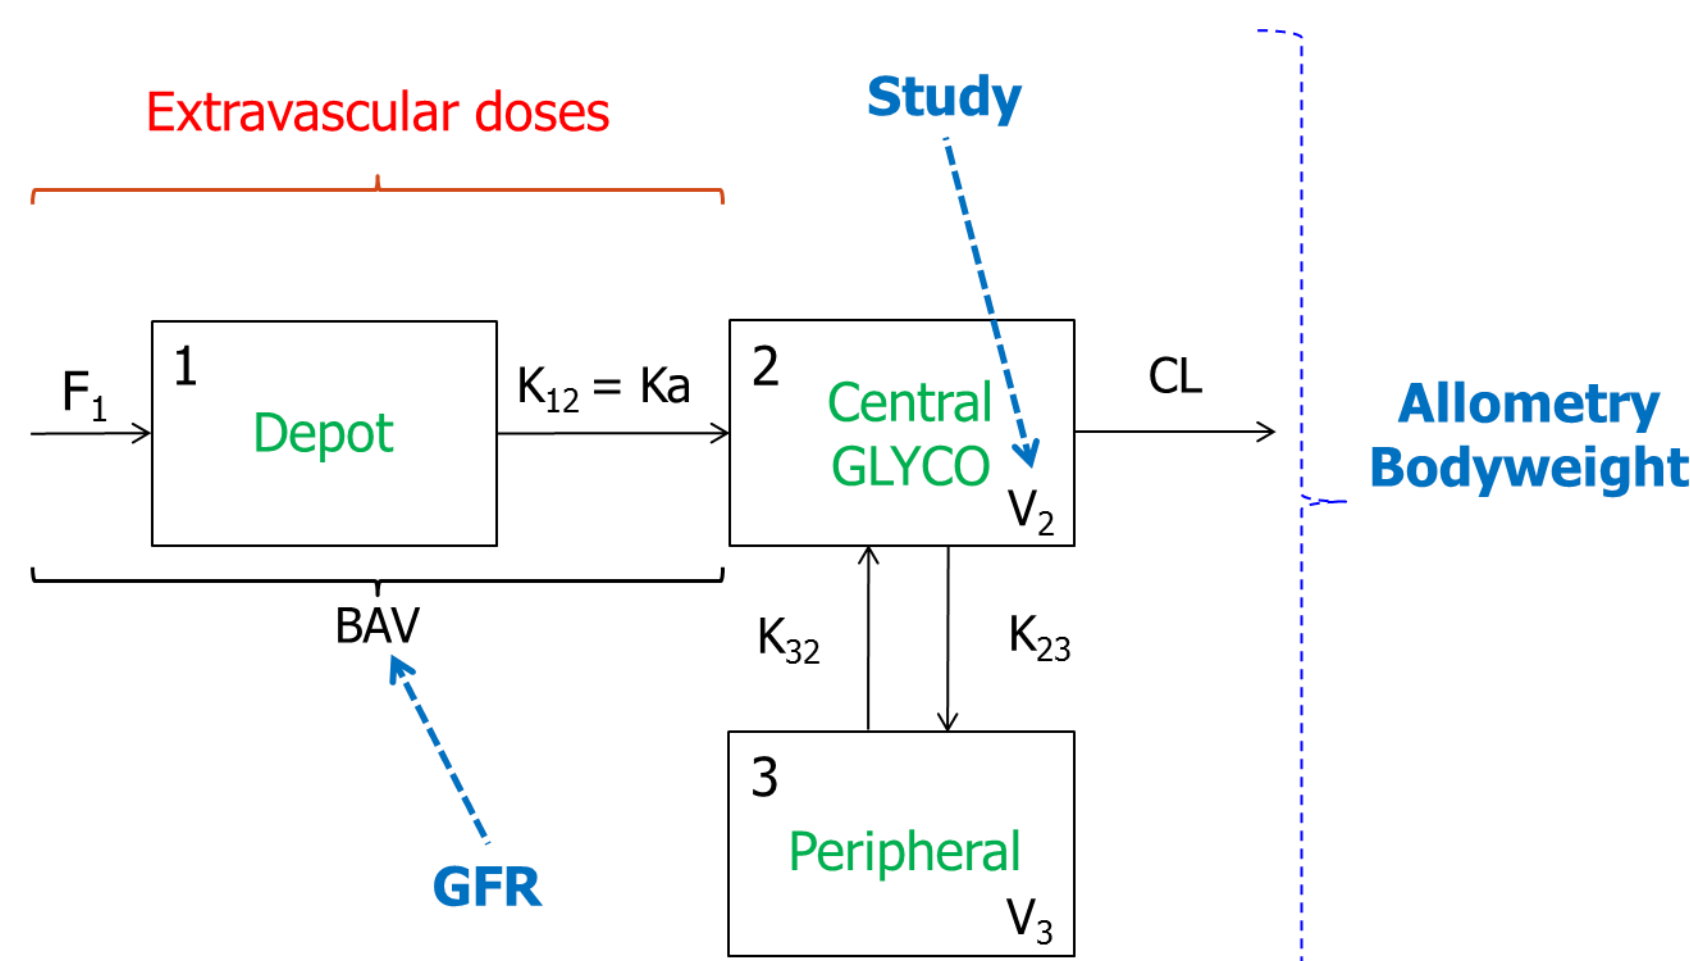 Study
Extravascular doses
F₁
1
Depot
K₁₂ = Ka
2
Central
GLYCO
V₂
CL
Allometry
Bodyweight
BAV
K₃₂
K₂₃
GFR
3
Peripheral
V₃